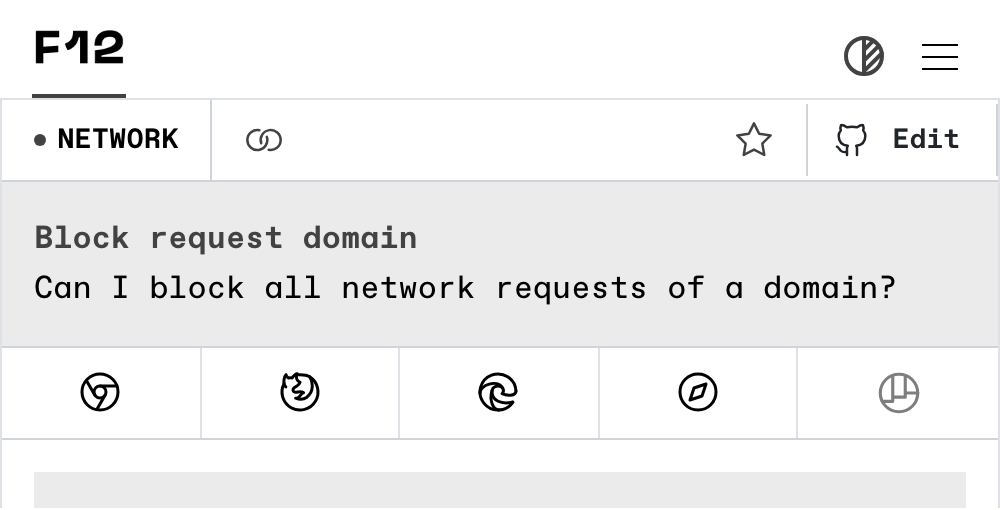 F12
NETWORK
Edit
Block request domain
Can I block all network requests of a domain?